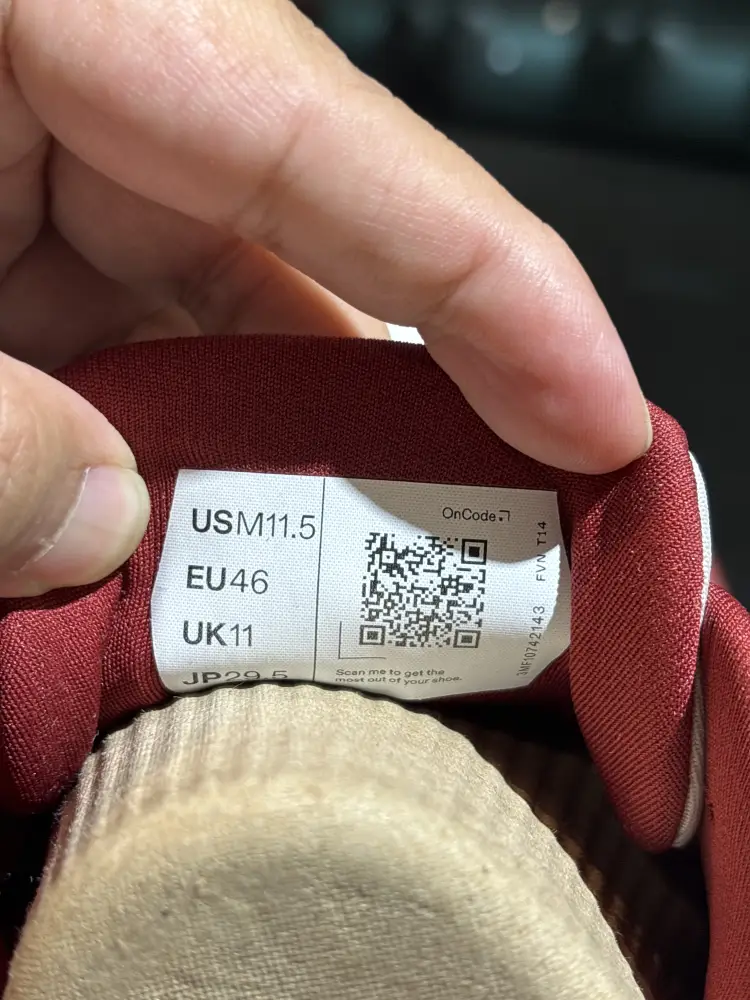 USM11.5
EU46
UK11
JP29.5
OnCode
Scan me to get the
most out of your shoe.
3MF10742143 FVN T14